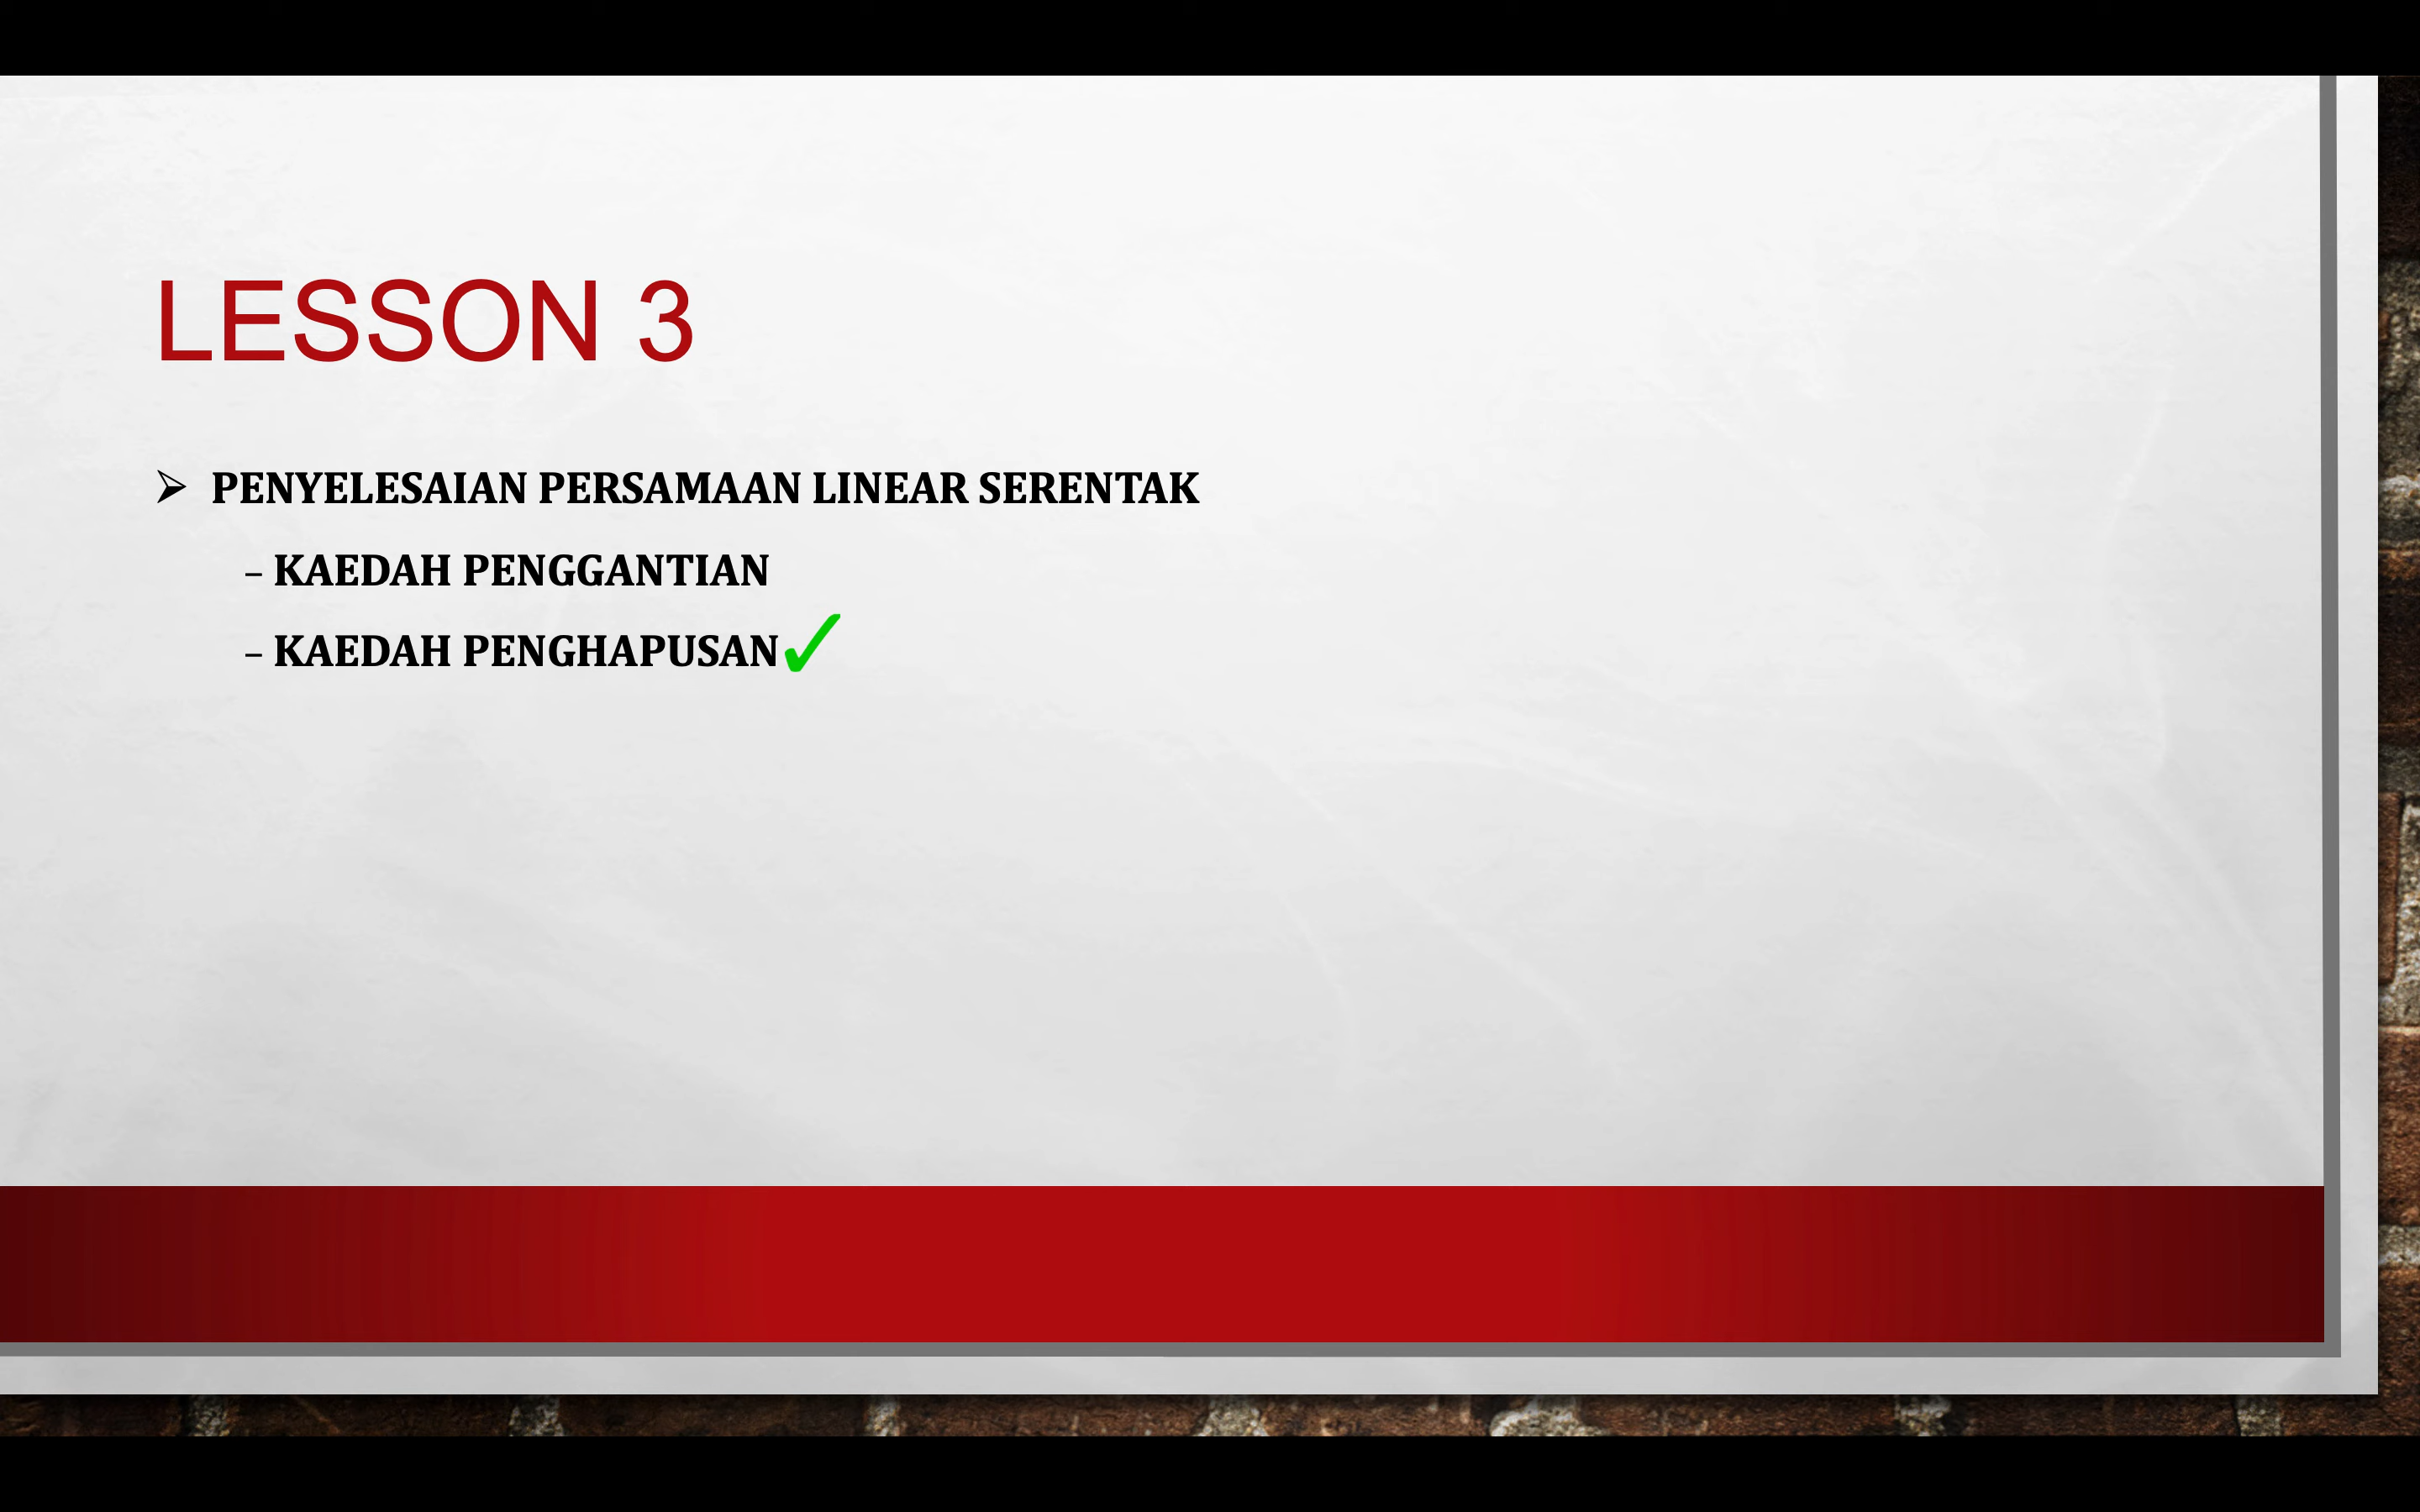 LESSON 3
➢ PENYELESAIAN PERSAMAAN LINEAR SERENTAK
– KAEDAH PENGGANTIAN
– KAEDAH PENGHAPUSAN✓